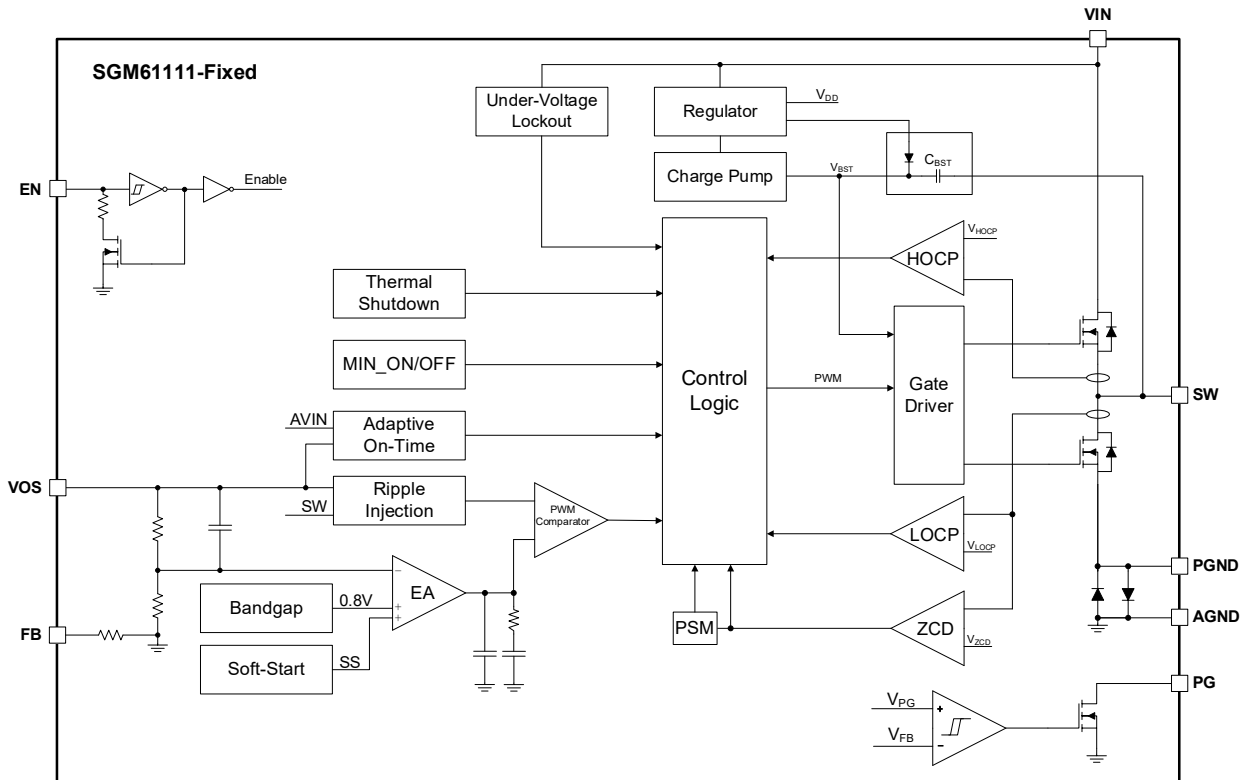 VIN
SGM61111-Fixed
Under-Voltage
Lockout
Regulator
VDD
Charge Pump
VBST
CBST
EN
Enable
HOCP
VHOCP
Thermal
Shutdown
MIN_ON/OFF
Control
Logic
PWM
Gate
Driver
SW
AVIN
Adaptive
On-Time
VOS
SW
Ripple
Injection
PWM
Comparator
LOCP
VLOCP
PGND
Bandgap
0.8V
EA
−
+
+
FB
Soft-Start
SS
PSM
ZCD
VZCD
AGND
PG
VPG
+
VFB
-